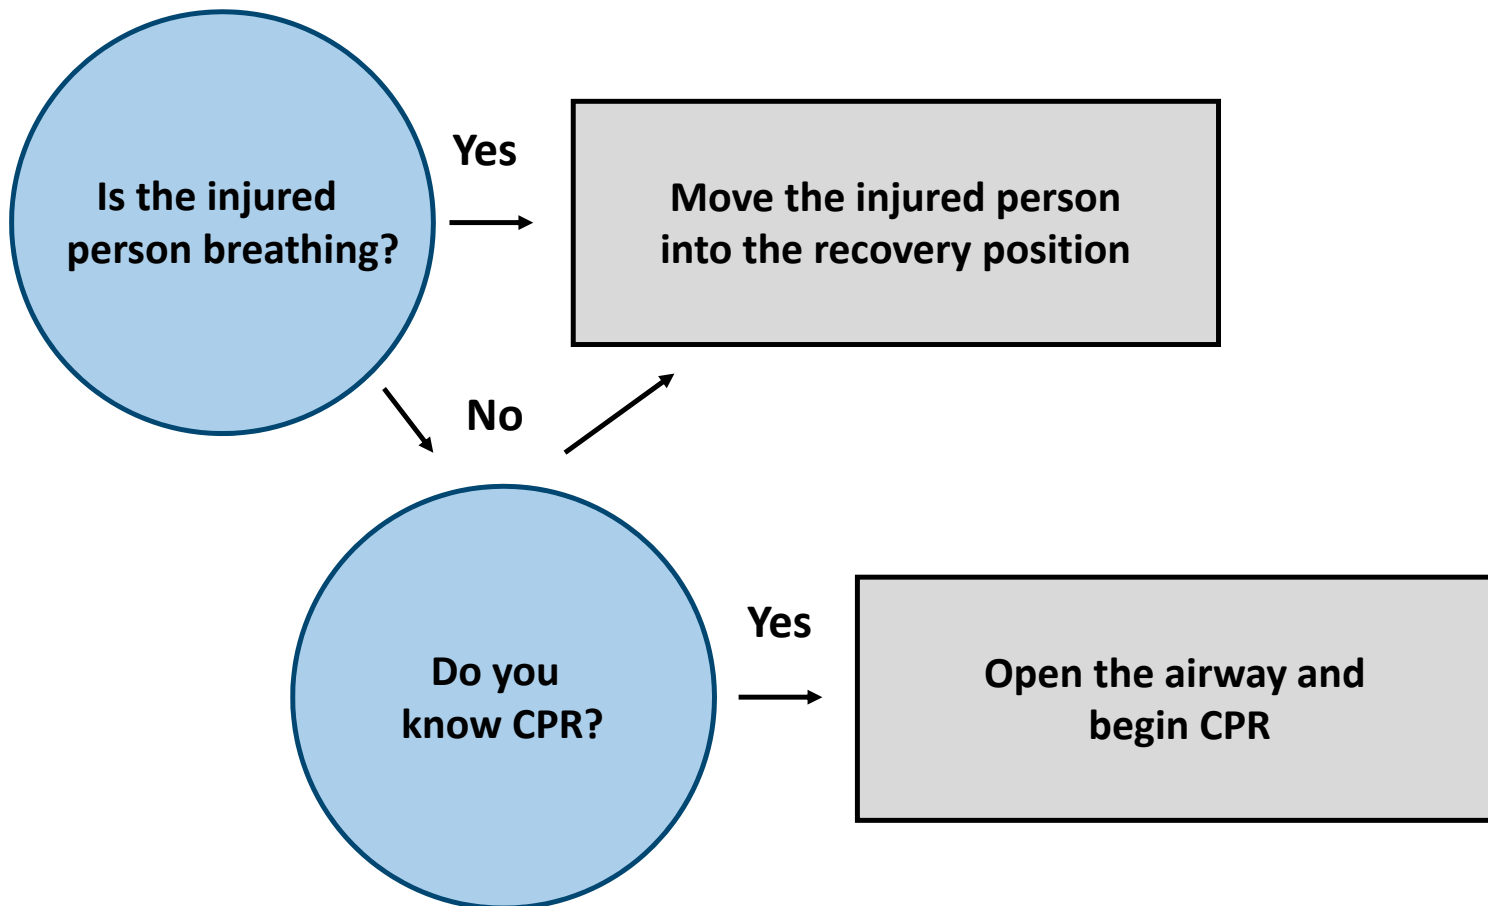 Is the injured
person breathing?
Yes
Move the injured person
into the recovery position
No
Do you
know CPR?
Yes
Open the airway and
begin CPR